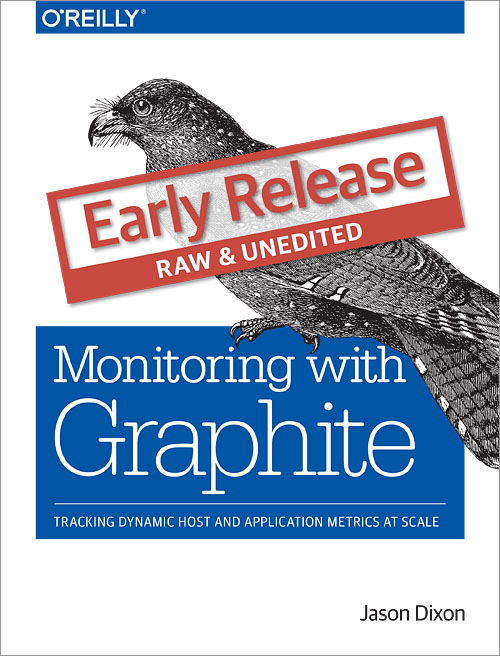 O'REILLY®
Early Release
RAW & UNEDITED
Monitoring with
Graphite
TRACKING DYNAMIC HOST AND APPLICATION METRICS AT SCALE
Jason Dixon